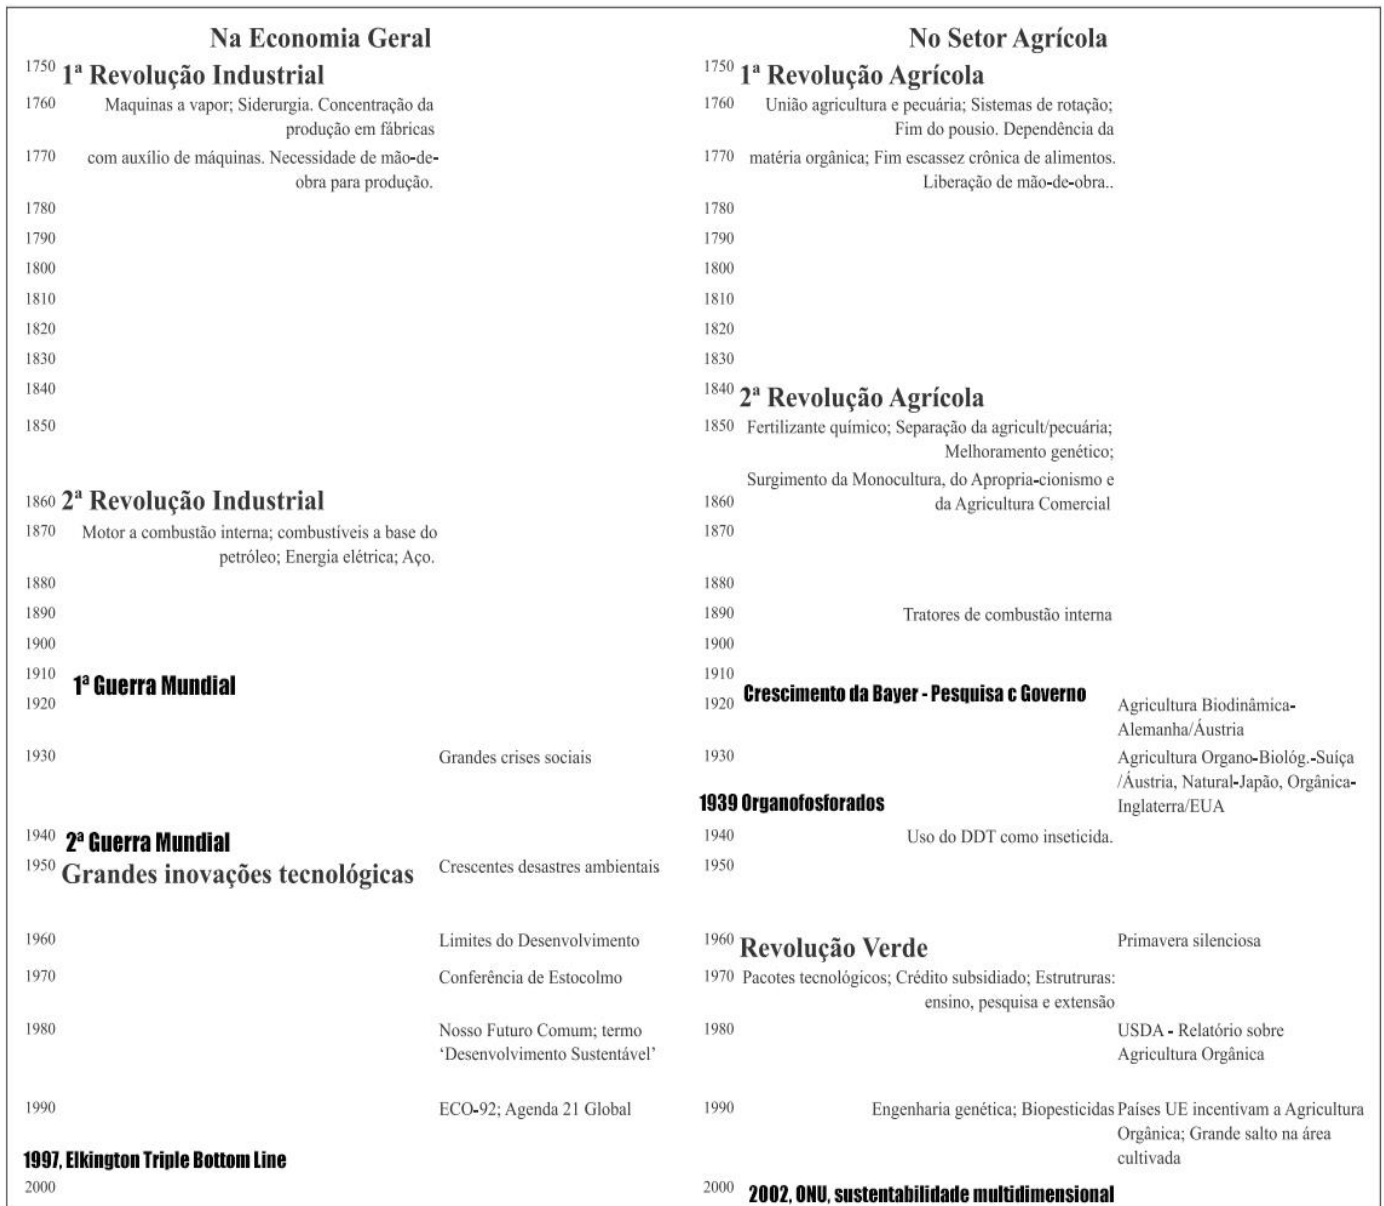 Na Economia Geral
1750 1ª Revolução Industrial
1760 Maquinas a vapor; Siderurgia. Concentração da
produção em fábricas
1770 com auxílio de máquinas. Necessidade de mão-de-
obra para produção.
1780
1790
1800
1810
1820
1830
1840
1850
1860 2ª Revolução Industrial
1870 Motor a combustão interna; combustíveis a base do
petróleo; Energia elétrica; Aço.
1880
1890
1900
1910
1ª Guerra Mundial
1920
1930 Grandes crises sociais
1940 2ª Guerra Mundial
1950 Grandes inovações tecnológicas Crescentes desastres ambientais
1960 Limites do Desenvolvimento
1970 Conferência de Estocolmo
1980 Nosso Futuro Comum; termo
‘Desenvolvimento Sustentável’
1990 ECO-92; Agenda 21 Global
1997, Elkington Triple Bottom Line
2000
No Setor Agrícola
1750 1ª Revolução Agrícola
1760 União agricultura e pecuária; Sistemas de rotação;
Fim do pousio. Dependência da
1770 matéria orgânica; Fim escassez crônica de alimentos.
Liberação de mão-de-obra..
1780
1790
1800
1810
1820
1830
1840 2ª Revolução Agrícola
1850 Fertilizante químico; Separação da agricult/pecuária;
Melhoramento genético;
Surgimento da Monocultura, do Apropria-cionismo e
1860 da Agricultura Comercial
1870
1880
1890 Tratores de combustão interna
1900
1910
Crescimento da Bayer - Pesquisa c Governo
1920 Agricultura Biodinâmica-
Alemanha/Áustria
1930 Agricultura Organo-Biológ.-Suíça
/Áustria, Natural-Japão, Orgânica-
Inglaterra/EUA
1939 Organofosforados
1940 Uso do DDT como inseticida.
1950
1960 Revolução Verde Primavera silenciosa
1970 Pacotes tecnológicos; Crédito subsidiado; Estrutruras:
ensino, pesquisa e extensão
1980 USDA - Relatório sobre
Agricultura Orgânica
1990 Engenharia genética; Biopesticidas Países UE incentivam a Agricultura
Orgânica; Grande salto na área
cultivada
2000 2002, ONU, sustentabilidade multidimensional